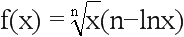 f(x) = ⁿ√x(n−lnx)